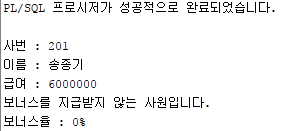 PL/SQL 프로시저가 성공적으로 완료되었습니다.
사번 : 201
이름 : 송종기
급여 : 6000000
보너스를 지급받지 않는 사원입니다.
보너스율 : 0%